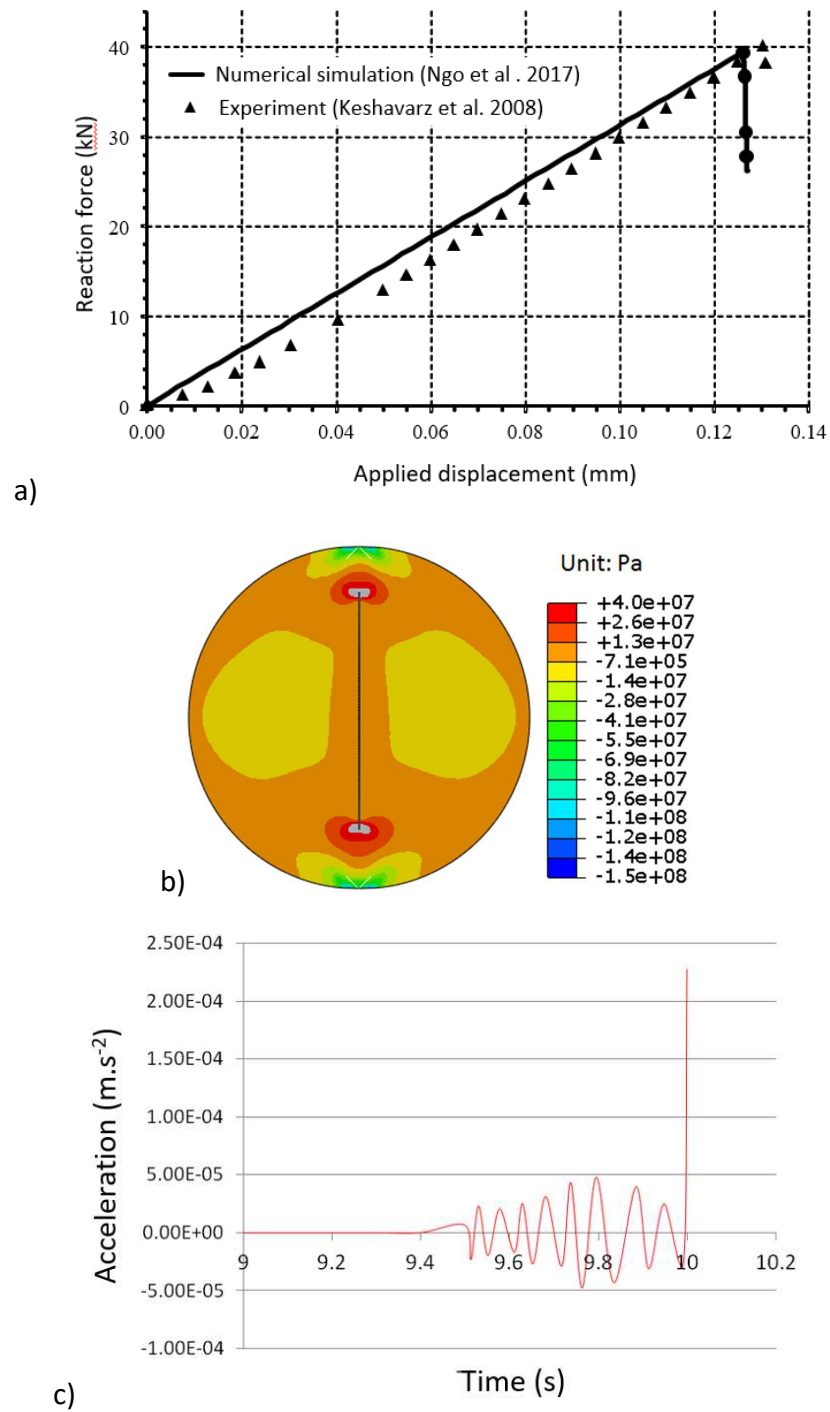 40
30
20
10
0
Reaction force (kN)
Numerical simulation (Ngo et al . 2017)
Experiment (Keshavarz et al. 2008)
0.00 0.02 0.04 0.06 0.08 0.10 0.12 0.14
Applied displacement (mm)
a)
Unit: Pa
+4.0e+07
+2.6e+07
+1.3e+07
-7.1e+05
-1.4e+07
-2.8e+07
-4.1e+07
-5.5e+07
-6.9e+07
-8.2e+07
-9.6e+07
-1.1e+08
-1.2e+08
-1.4e+08
-1.5e+08
b)
2.50E-04
2.00E-04
1.50E-04
1.00E-04
5.00E-05
0.00E+00
-5.00E-05
-1.00E-04
Acceleration (m.s-2)
9 9.2 9.4 9.6 9.8 10 10.2
Time (s)
c)